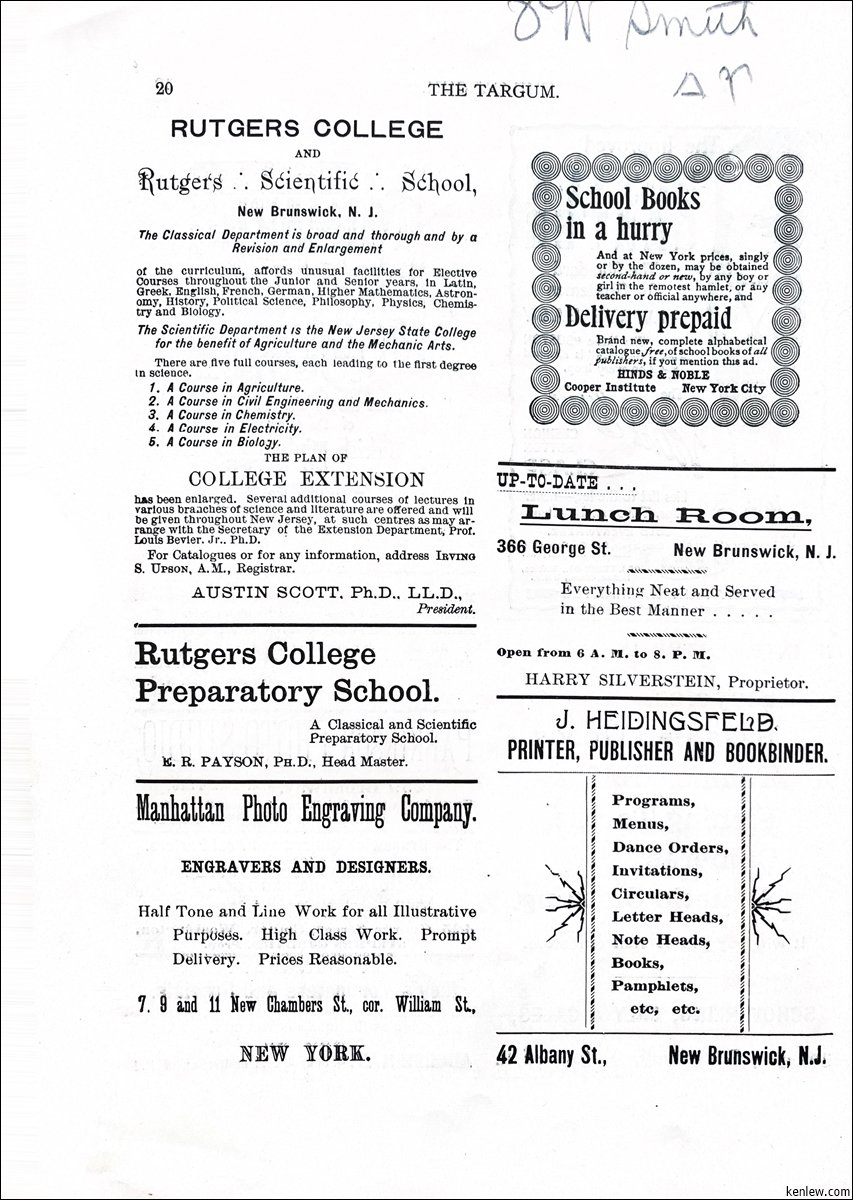 J W Smith
20
THE TARGUM.
RUTGERS COLLEGE
AND
Rutgers ∴ Scientific ∴ School,
New Brunswick, N. J.
The Classical Department is broad and thorough and by a
Revision and Enlargement
of the curriculum, affords unusual facilities for Elective
Courses throughout the Junior and Senior years, in Latin,
Greek, English, French, German, Higher Mathematics, Astron-
omy, History, Political Science, Philosophy, Physics, Chemis-
try and Biology.
The Scientific Department is the New Jersey State College
for the benefit of Agriculture and the Mechanic Arts.
There are five full courses, each leading to the first degree
in science.
1. A Course in Agriculture.
2. A Course in Civil Engineering and Mechanics.
3. A Course in Chemistry.
4. A Course in Electricity.
5. A Course in Biology.
THE PLAN OF
COLLEGE EXTENSION
has been enlarged. Several additional courses of lectures in
various branches of science and literature are offered and will
be given throughout New Jersey, at such centres as may ar-
range with the Secretary of the Extension Department, Prof.
Louis Bevier, Jr., Ph.D.
For Catalogues or for any information, address IRVING
S. UPSON, A.M., Registrar.
AUSTIN SCOTT, Ph.D., LL.D.,
President.
Rutgers College
Preparatory School.
A Classical and Scientific
Preparatory School.
E. R. PAYSON, PH.D., Head Master.
Manhattan Photo Engraving Company.
ENGRAVERS AND DESIGNERS.
Half Tone and Line Work for all Illustrative
Purposes. High Class Work. Prompt
Delivery. Prices Reasonable.
7, 9 and 11 New Chambers St., cor. William St.,
NEW YORK.
School Books
in a hurry
And at New York prices, singly
or by the dozen, may be obtained
second-hand or new, by any boy or
girl in the remotest hamlet, or any
teacher or official anywhere, and
Delivery prepaid
Brand new, complete alphabetical
catalogue, free, of school books of all
publishers, if you mention this ad.
HINDS & NOBLE
Cooper Institute New York City
UP-TO-DATE . . .
Lunch Room,
366 George St. New Brunswick, N. J.
Everything Neat and Served
in the Best Manner . . . . .
Open from 6 A. M. to 8. P. M.
HARRY SILVERSTEIN, Proprietor.
J. HEIDINGSFELD.
PRINTER, PUBLISHER AND BOOKBINDER.
Programs,
Menus,
Dance Orders,
Invitations,
Circulars,
Letter Heads,
Note Heads,
Books,
Pamphlets,
etc, etc.
42 Albany St., New Brunswick, N.J.
kenlew.com